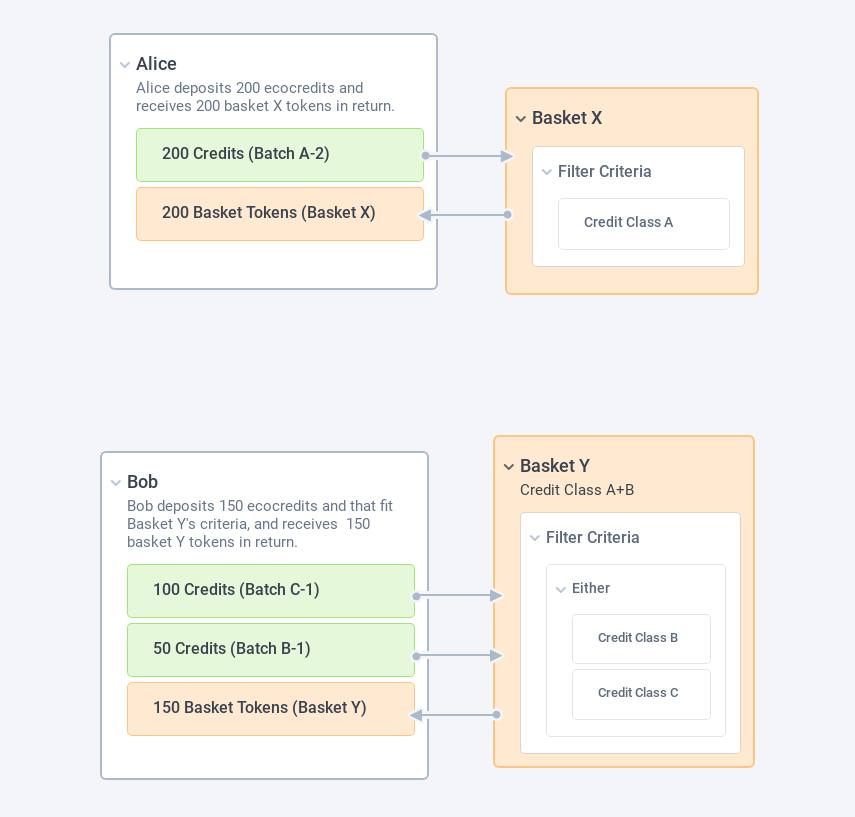 Alice
Alice deposits 200 ecocredits and
receives 200 basket X tokens in return.
200 Credits (Batch A-2)
200 Basket Tokens (Basket X)
Basket X
Filter Criteria
Credit Class A
Bob
Bob deposits 150 ecocredits and that fit
Basket Y's criteria, and receives  150
basket Y tokens in return.
100 Credits (Batch C-1)
50 Credits (Batch B-1)
150 Basket Tokens (Basket Y)
Basket Y
Credit Class A+B
Filter Criteria
Either
Credit Class B
Credit Class C